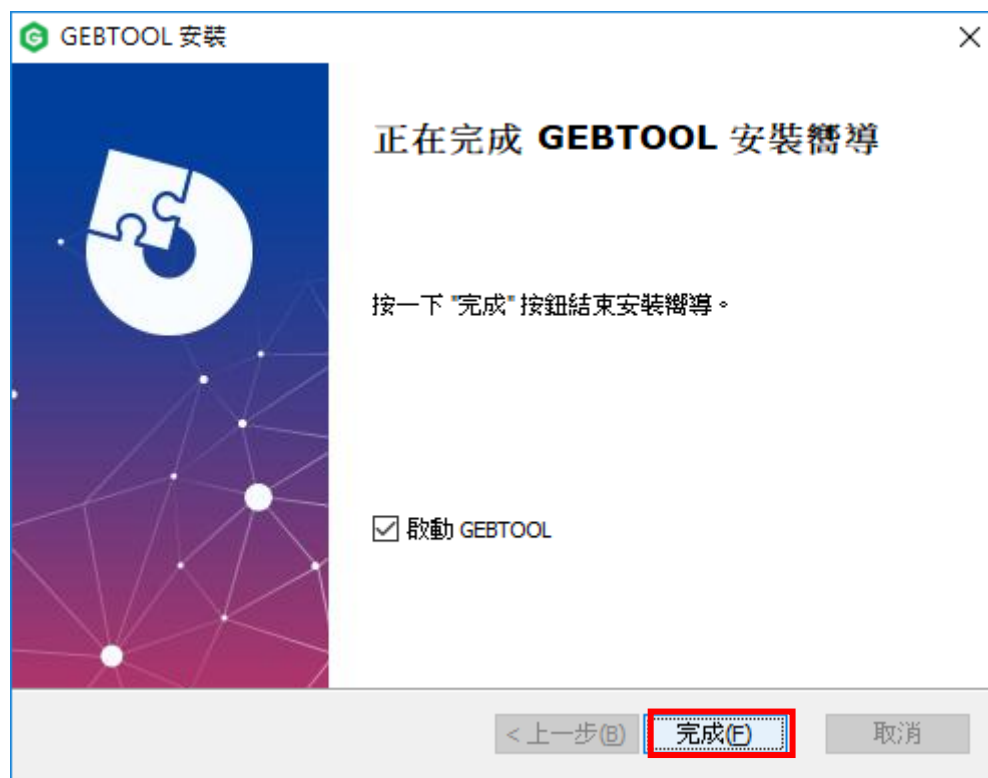 GEBTOOL 安裝
正在完成 GEBTOOL 安裝嚮導
按一下 "完成" 按鈕結束安裝嚮導。
啟動 GEBTOOL
< 上一步(B)
完成(F)
取消